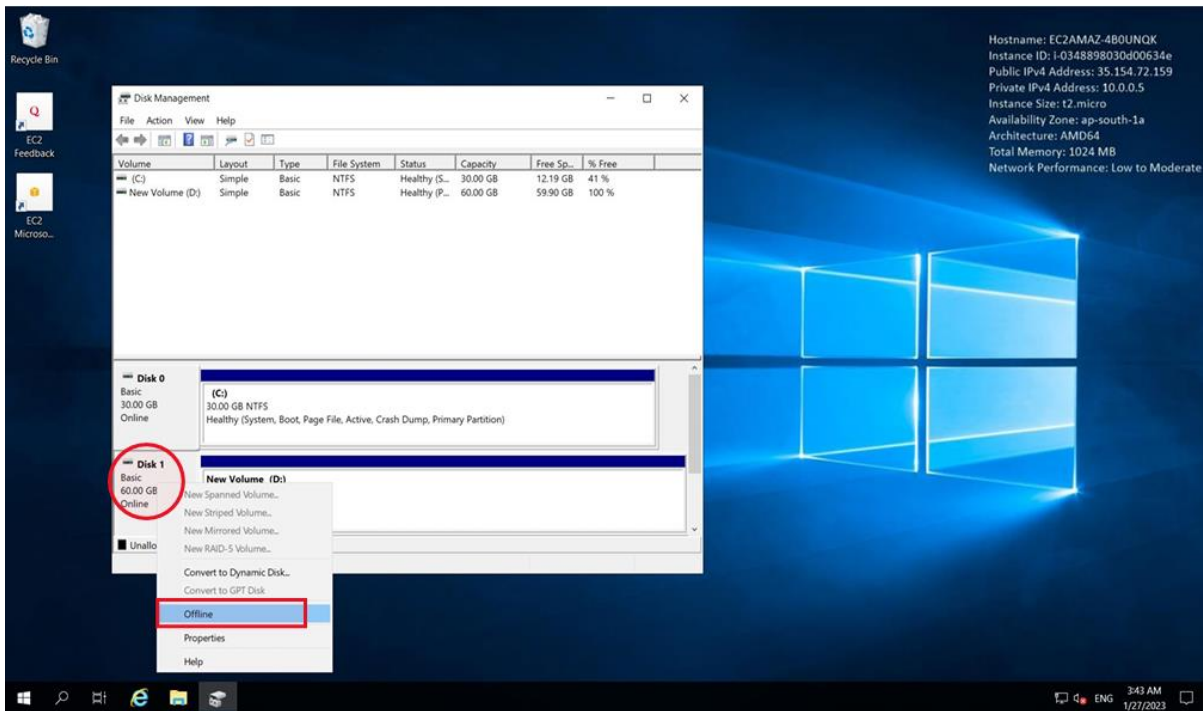 Recycle Bin
EC2
Feedback
EC2
Microso...
Hostname: EC2AMAZ-4B0UNQK
Instance ID: i-0348898030d00634e
Public IPv4 Address: 35.154.72.159
Private IPv4 Address: 10.0.0.5
Instance Size: t2.micro
Availability Zone: ap-south-1a
Architecture: AMD64
Total Memory: 1024 MB
Network Performance: Low to Moderate
Disk Management
File Action View Help
Volume Layout Type File System Status Capacity Free Sp... % Free
(C:) Simple Basic NTFS Healthy (S... 30.00 GB 12.19 GB 41 %
New Volume (D:) Simple Basic NTFS Healthy (P... 60.00 GB 59.90 GB 100 %
Disk 0
Basic
30.00 GB
Online
(C:)
30.00 GB NTFS
Healthy (System, Boot, Page File, Active, Crash Dump, Primary Partition)
Disk 1
Basic
60.00 GB
Online
New Volume (D:)
Unallo
New Spanned Volume...
New Striped Volume...
New Mirrored Volume...
New RAID-5 Volume...
Convert to Dynamic Disk...
Convert to GPT Disk
Offline
Properties
Help
ENG
3:43 AM
1/27/2023